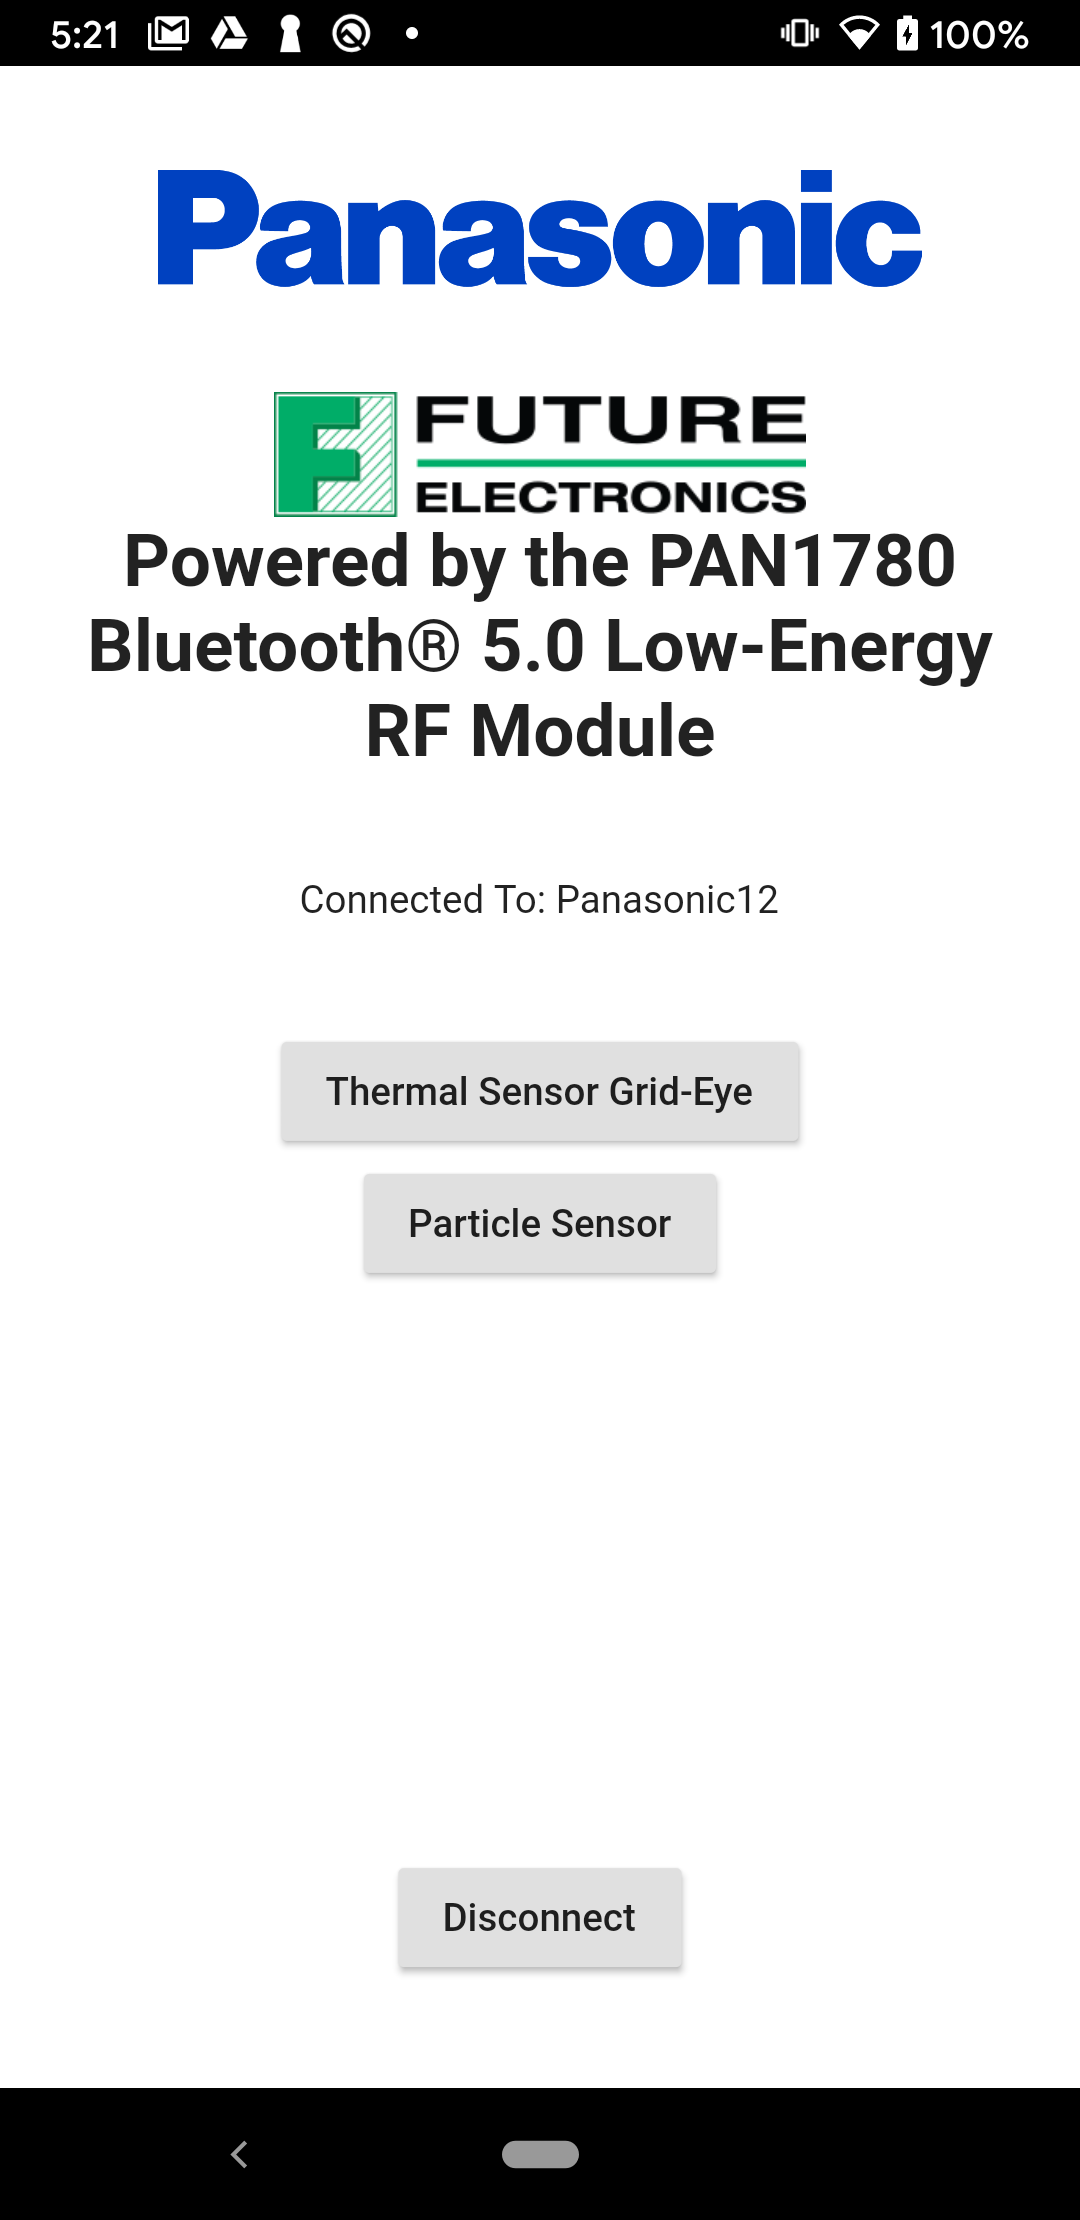 5:21
100%
Panasonic
FUTURE
ELECTRONICS
Powered by the PAN1780
Bluetooth® 5.0 Low-Energy
RF Module
Connected To: Panasonic12
Thermal Sensor Grid-Eye
Particle Sensor
Disconnect